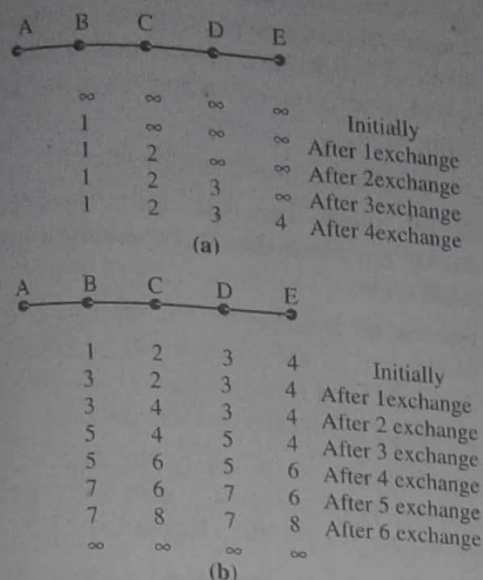 A B C D E
∞ ∞ ∞ ∞ Initially
1 ∞ ∞ ∞ After 1exchange
1 2 ∞ ∞ After 2exchange
1 2 3 ∞ After 3exchange
1 2 3 4 After 4exchange
(a)
A B C D E
1 2 3 4 Initially
3 2 3 4 After 1exchange
3 4 3 4 After 2 exchange
5 4 5 4 After 3 exchange
5 6 5 6 After 4 exchange
7 6 7 6 After 5 exchange
7 8 7 8 After 6 exchange
∞ ∞ ∞ ∞
(b)